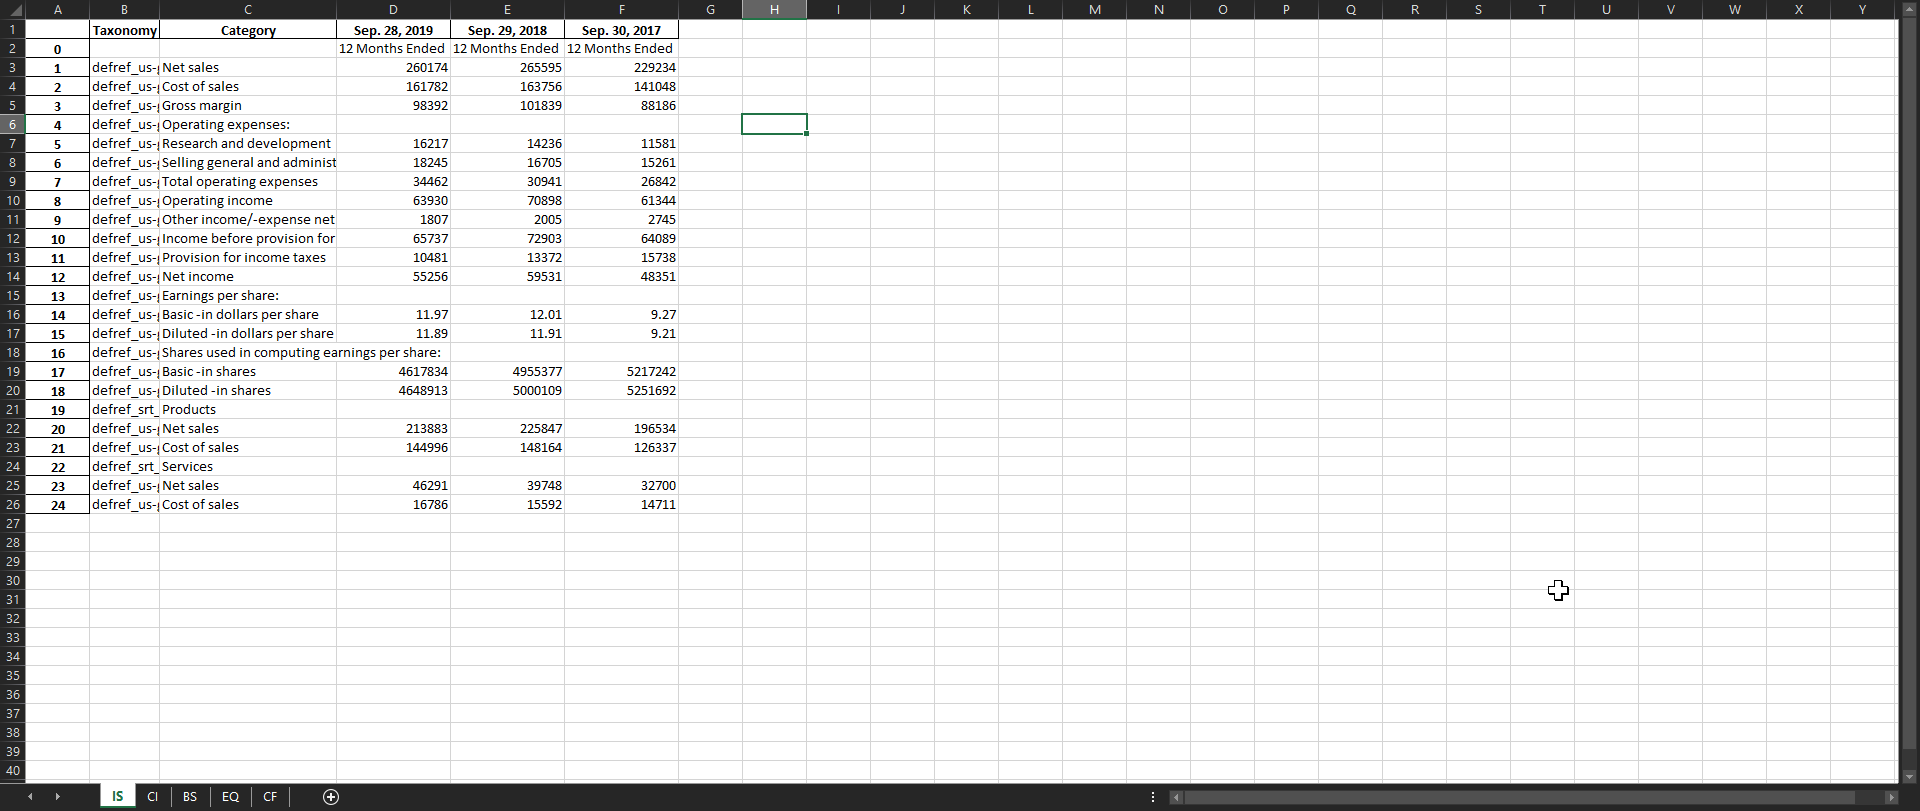 A B C D E F G H I J K L M N O P Q R S T U V W X Y
1 Taxonomy Category Sep. 28, 2019 Sep. 29, 2018 Sep. 30, 2017
2 0 12 Months Ended 12 Months Ended 12 Months Ended
3 1 defref_us-g Net sales 260174 265595 229234
4 2 defref_us-g Cost of sales 161782 163756 141048
5 3 defref_us-g Gross margin 98392 101839 88186
6 4 defref_us-g Operating expenses:
7 5 defref_us-g Research and development 16217 14236 11581
8 6 defref_us-g Selling general and administ 18245 16705 15261
9 7 defref_us-g Total operating expenses 34462 30941 26842
10 8 defref_us-g Operating income 63930 70898 61344
11 9 defref_us-g Other income/-expense net 1807 2005 2745
12 10 defref_us-g Income before provision for 65737 72903 64089
13 11 defref_us-g Provision for income taxes 10481 13372 15738
14 12 defref_us-g Net income 55256 59531 48351
15 13 defref_us-g Earnings per share:
16 14 defref_us-g Basic -in dollars per share 11.97 12.01 9.27
17 15 defref_us-g Diluted -in dollars per share 11.89 11.91 9.21
18 16 defref_us-g Shares used in computing earnings per share:
19 17 defref_us-g Basic -in shares 4617834 4955377 5217242
20 18 defref_us-g Diluted -in shares 4648913 5000109 5251692
21 19 defref_srt_ Products
22 20 defref_us-g Net sales 213883 225847 196534
23 21 defref_us-g Cost of sales 144996 148164 126337
24 22 defref_srt_ Services
25 23 defref_us-g Net sales 46291 39748 32700
26 24 defref_us-g Cost of sales 16786 15592 14711
27
28
29
30
31
32
33
34
35
36
37
38
39
40
IS CI BS EQ CF